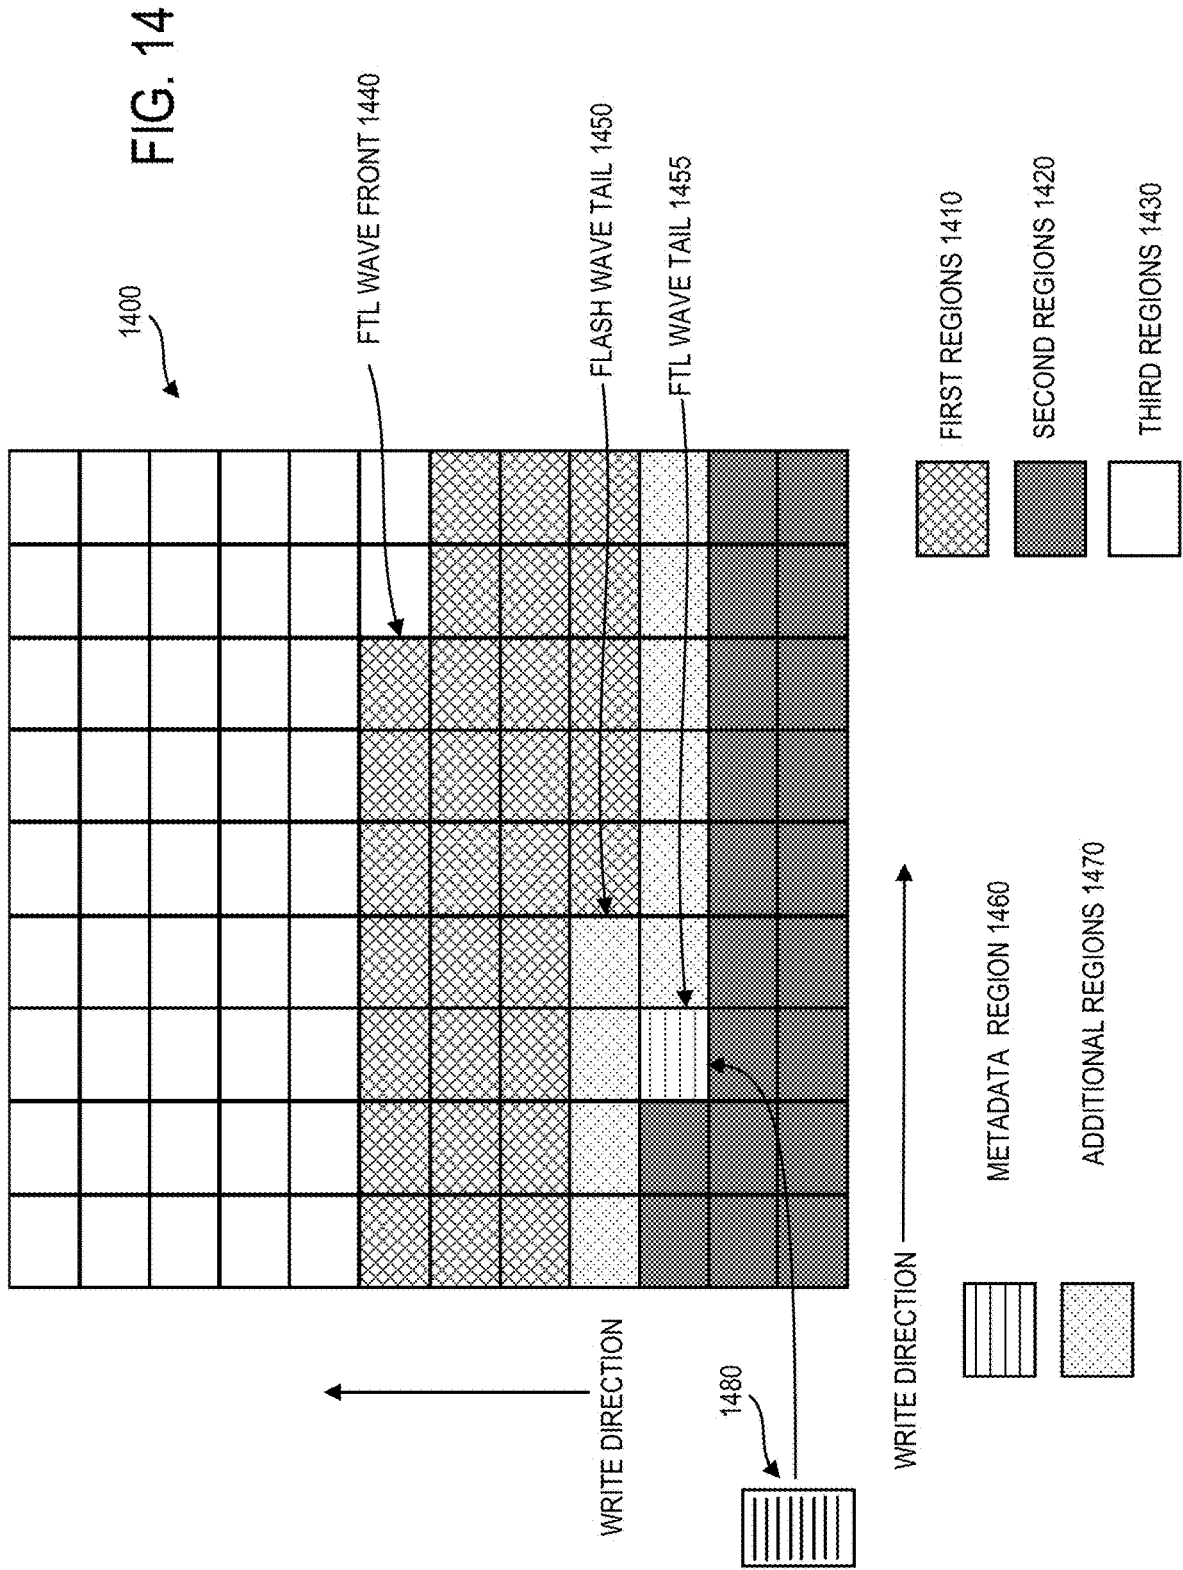 FIG. 14
1400
FTL WAVE FRONT 1440
FLASH WAVE TAIL 1450
FTL WAVE TAIL 1455
FIRST REGIONS 1410
SECOND REGIONS 1420
THIRD REGIONS 1430
WRITE DIRECTION
1480
WRITE DIRECTION
METADATA REGION 1460
ADDITIONAL REGIONS 1470